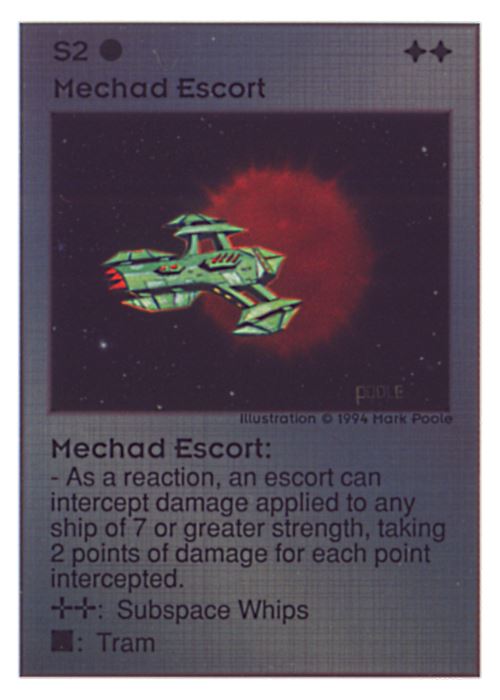 S2
Mechad Escort
POOLE
Illustration © 1994 Mark Poole
Mechad Escort:
- As a reaction, an escort can
intercept damage applied to any
ship of 7 or greater strength, taking
2 points of damage for each point
intercepted.
: Subspace Whips
: Tram